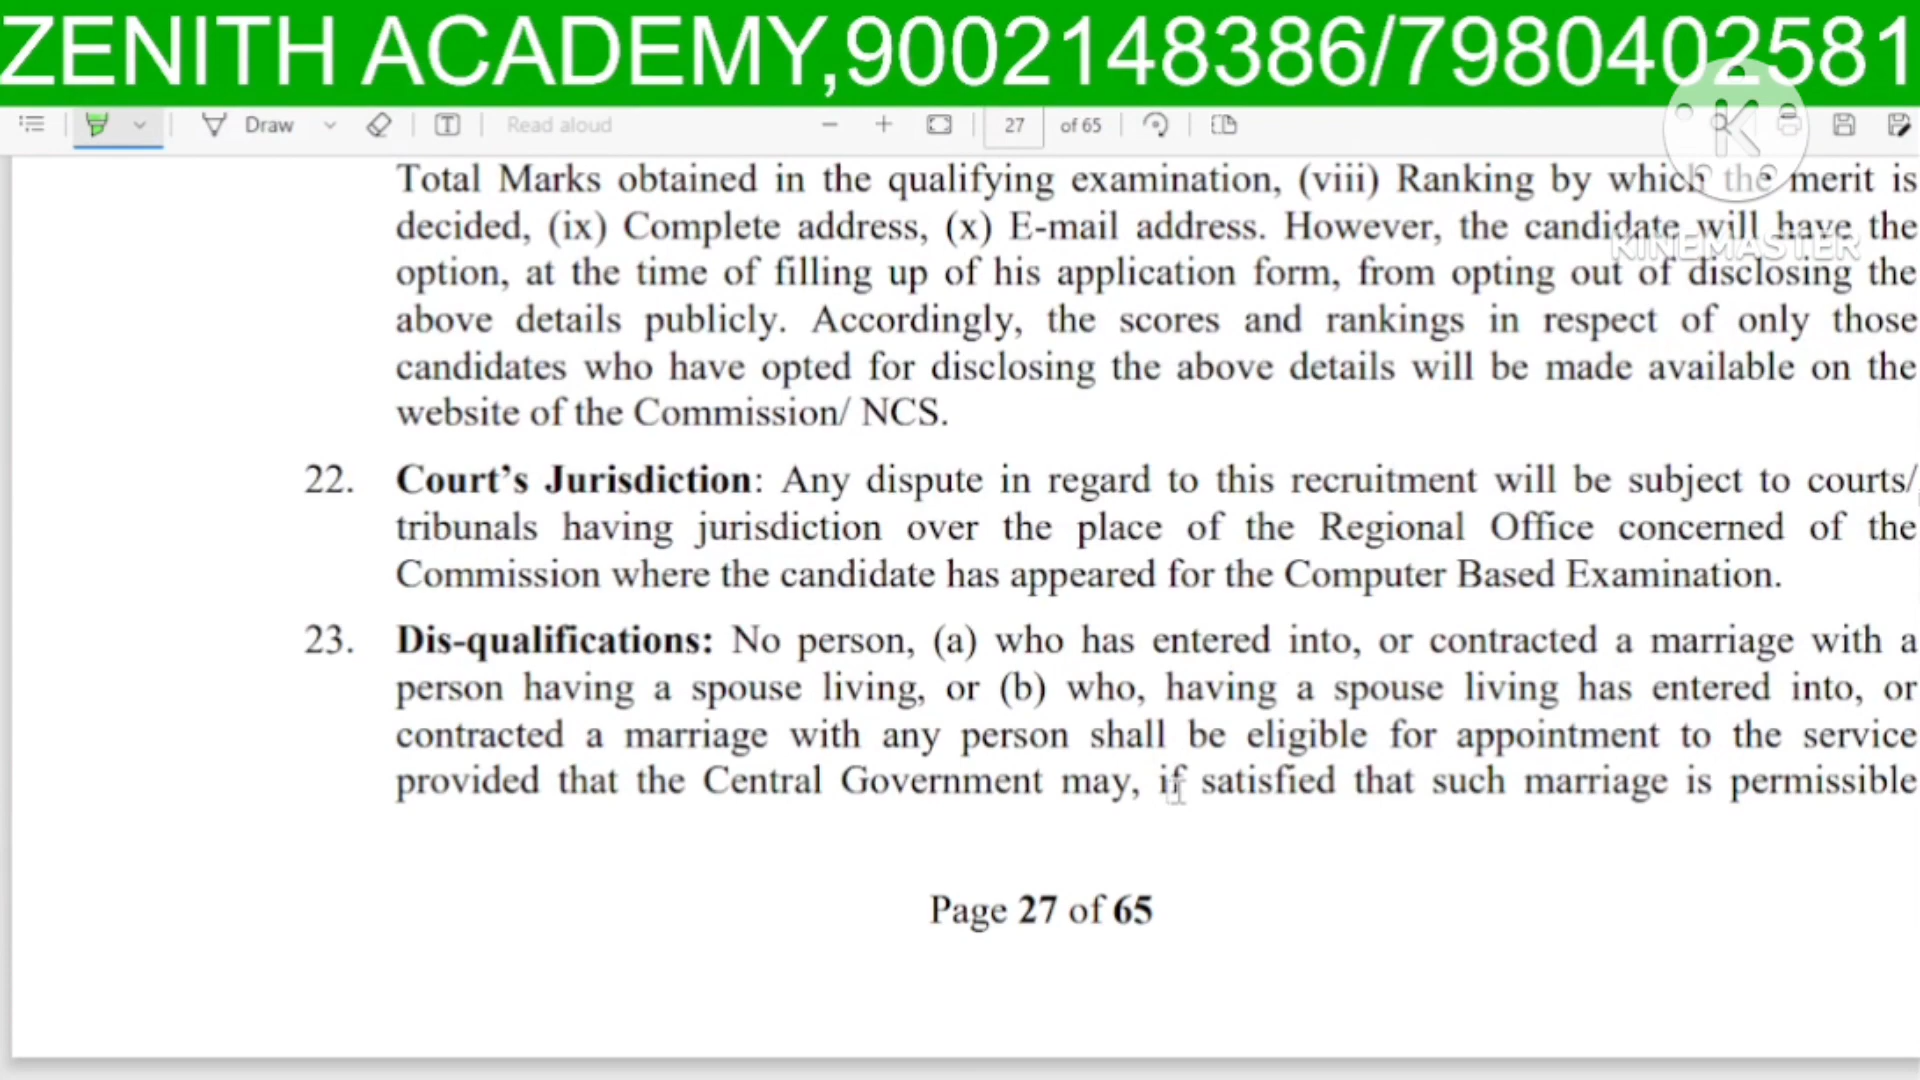 ZENITH ACADEMY,9002148386/7980402581
Draw Read aloud 27 of 65
K
KINEMASTER
Total Marks obtained in the qualifying examination, (viii) Ranking by which the merit is
decided, (ix) Complete address, (x) E-mail address. However, the candidate will have the
option, at the time of filling up of his application form, from opting out of disclosing the
above details publicly. Accordingly, the scores and rankings in respect of only those
candidates who have opted for disclosing the above details will be made available on the
website of the Commission/ NCS.
22. Court’s Jurisdiction: Any dispute in regard to this recruitment will be subject to courts/
tribunals having jurisdiction over the place of the Regional Office concerned of the
Commission where the candidate has appeared for the Computer Based Examination.
23. Dis-qualifications: No person, (a) who has entered into, or contracted a marriage with a
person having a spouse living, or (b) who, having a spouse living has entered into, or
contracted a marriage with any person shall be eligible for appointment to the service
provided that the Central Government may, if satisfied that such marriage is permissible
Page 27 of 65